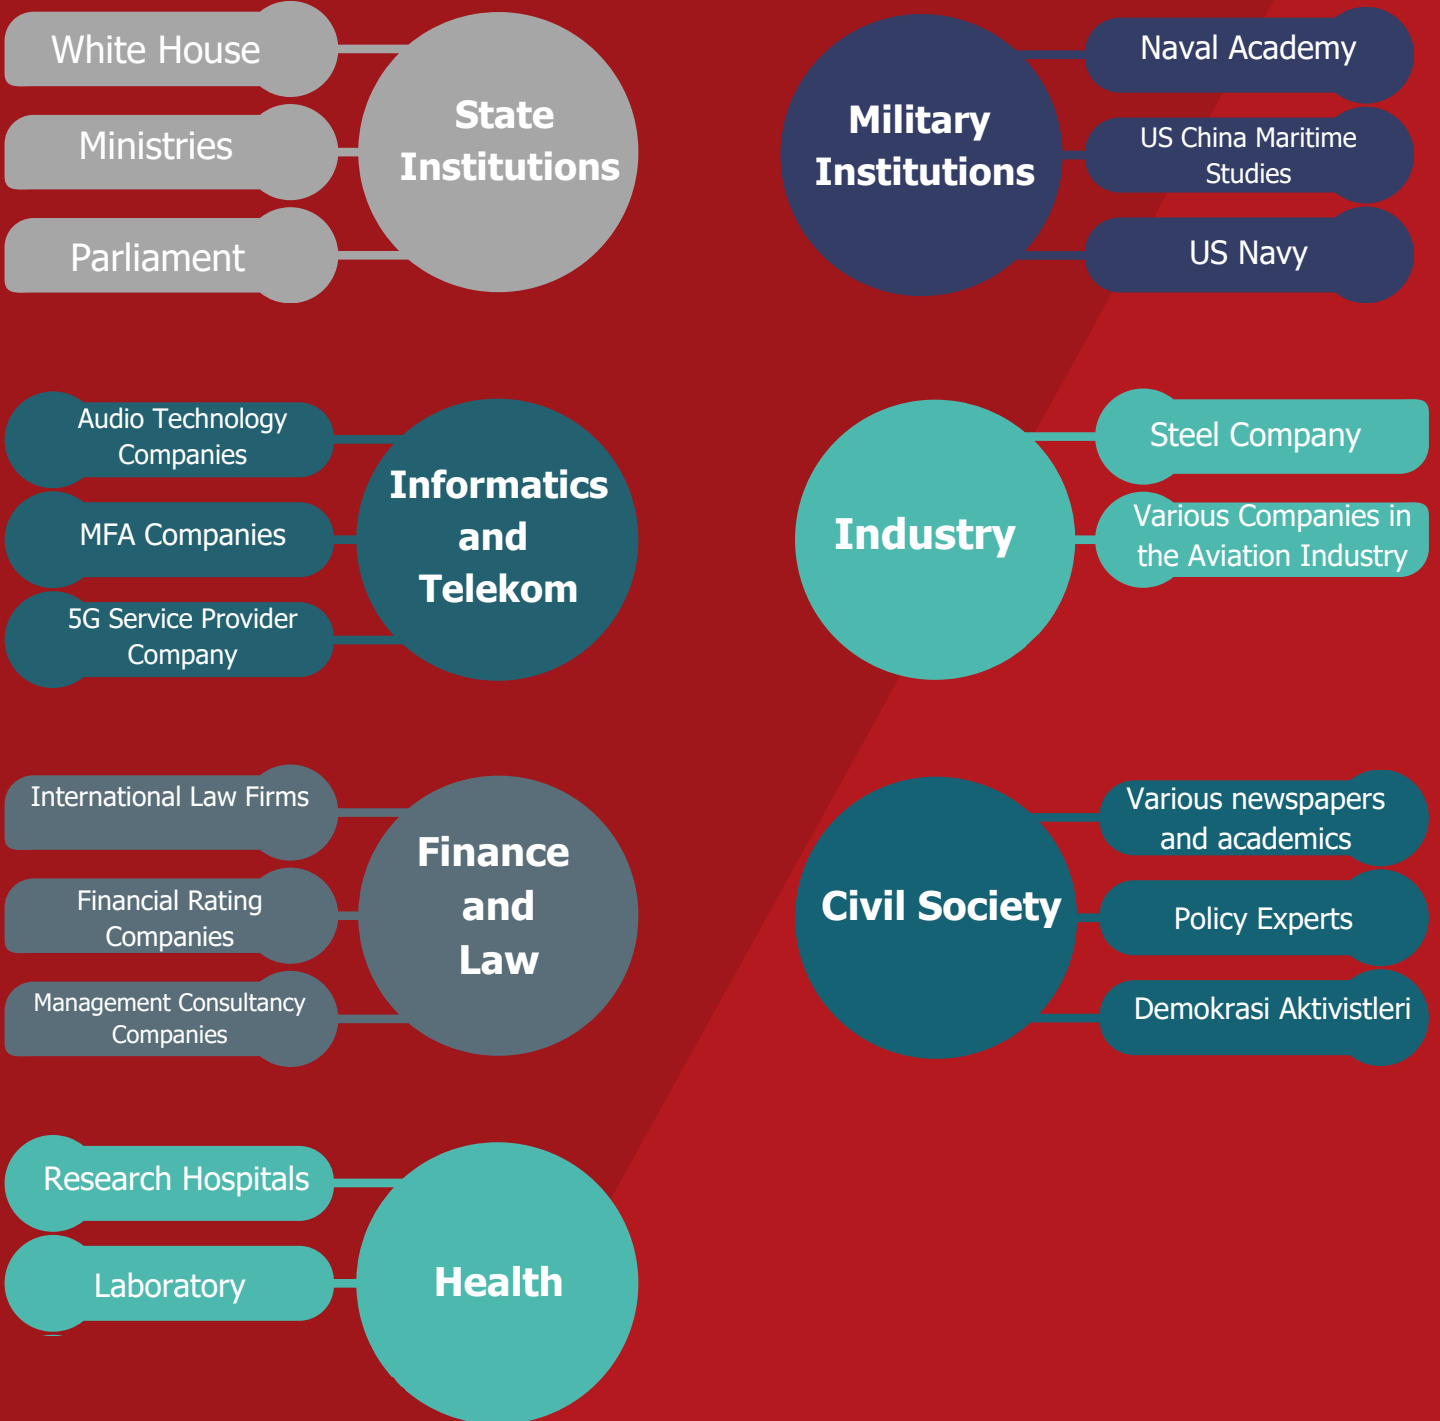 White House
Ministries
Parliament
State
Institutions
Military
Institutions
Naval Academy
US China Maritime
Studies
US Navy
Audio Technology
Companies
MFA Companies
5G Service Provider
Company
Informatics
and
Telekom
Industry
Steel Company
Various Companies in
the Aviation Industry
International Law Firms
Financial Rating
Companies
Management Consultancy
Companies
Finance
and
Law
Civil Society
Various newspapers
and academics
Policy Experts
Demokrasi Aktivistleri
Research Hospitals
Laboratory
Health